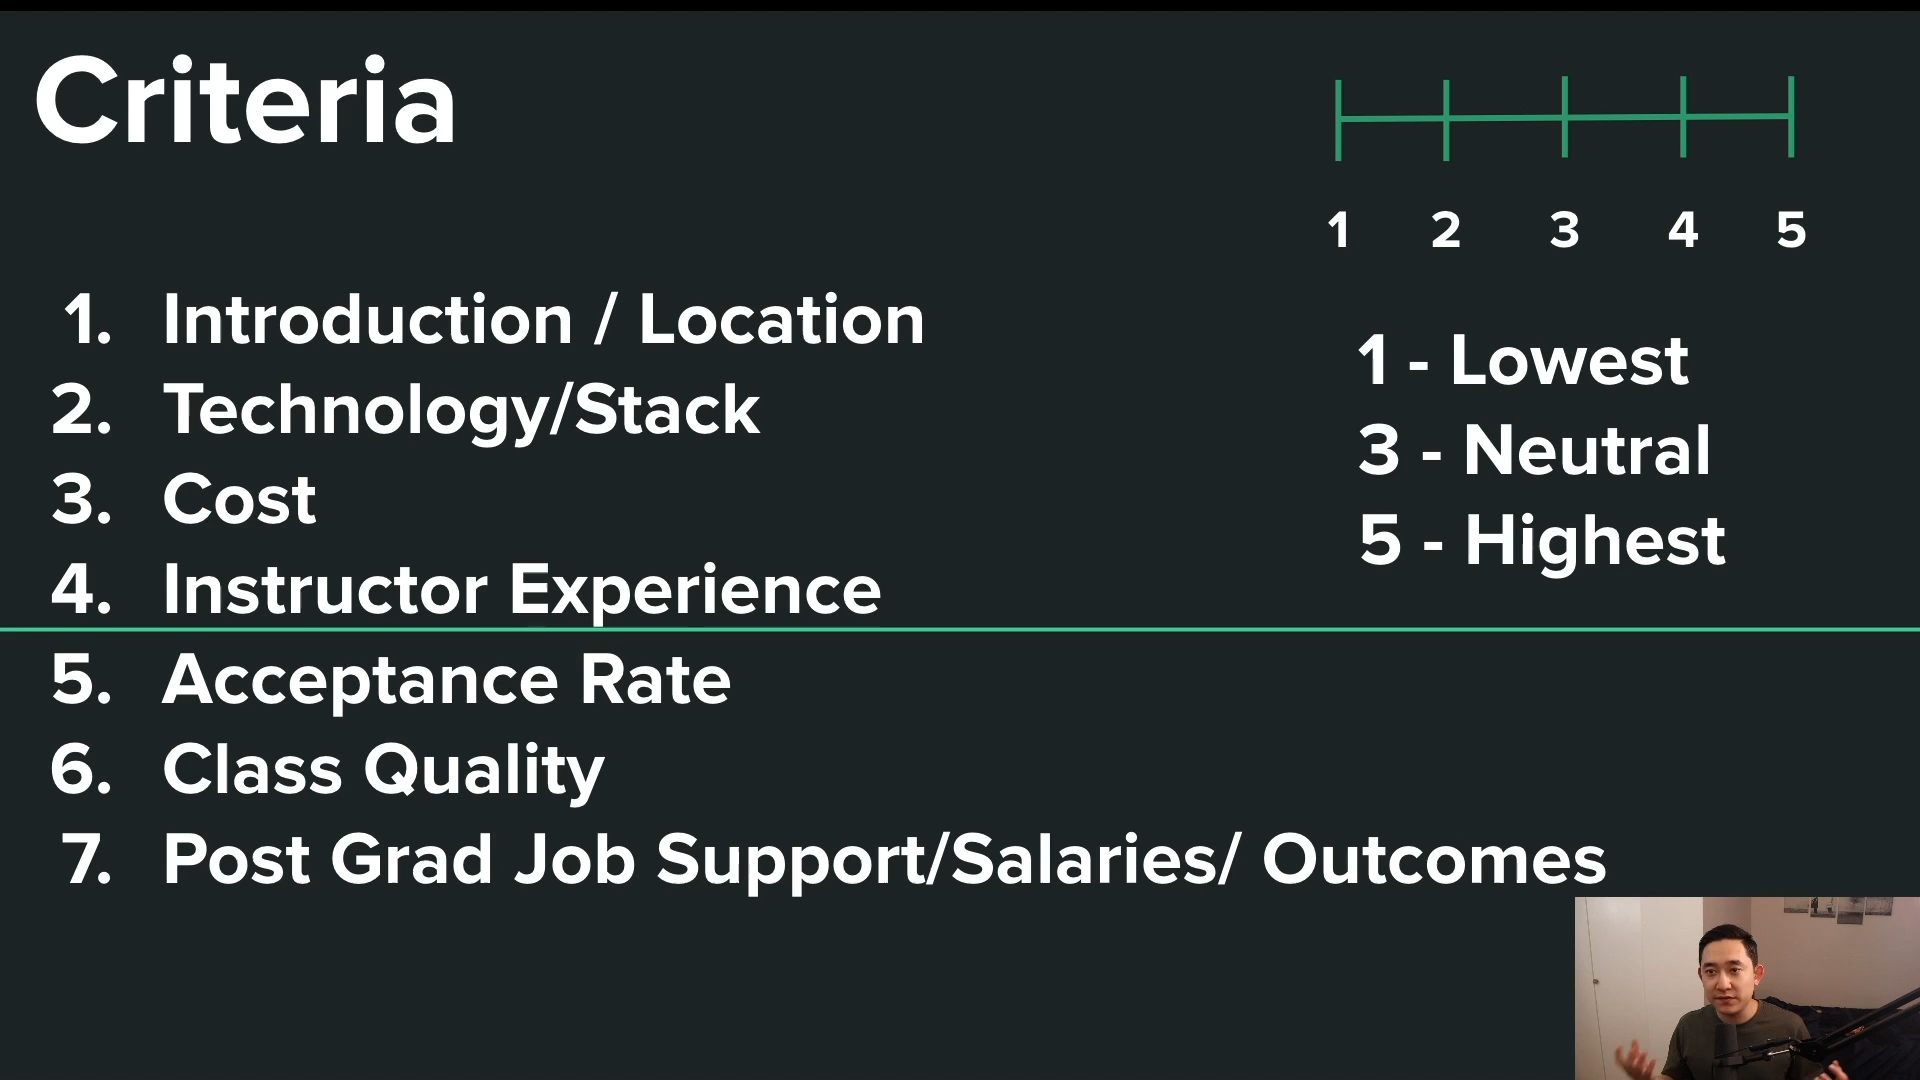 Criteria
1 2 3 4 5
1. Introduction / Location
2. Technology/Stack
3. Cost
4. Instructor Experience
5. Acceptance Rate
6. Class Quality
7. Post Grad Job Support/Salaries/ Outcomes
1 - Lowest
3 - Neutral
5 - Highest